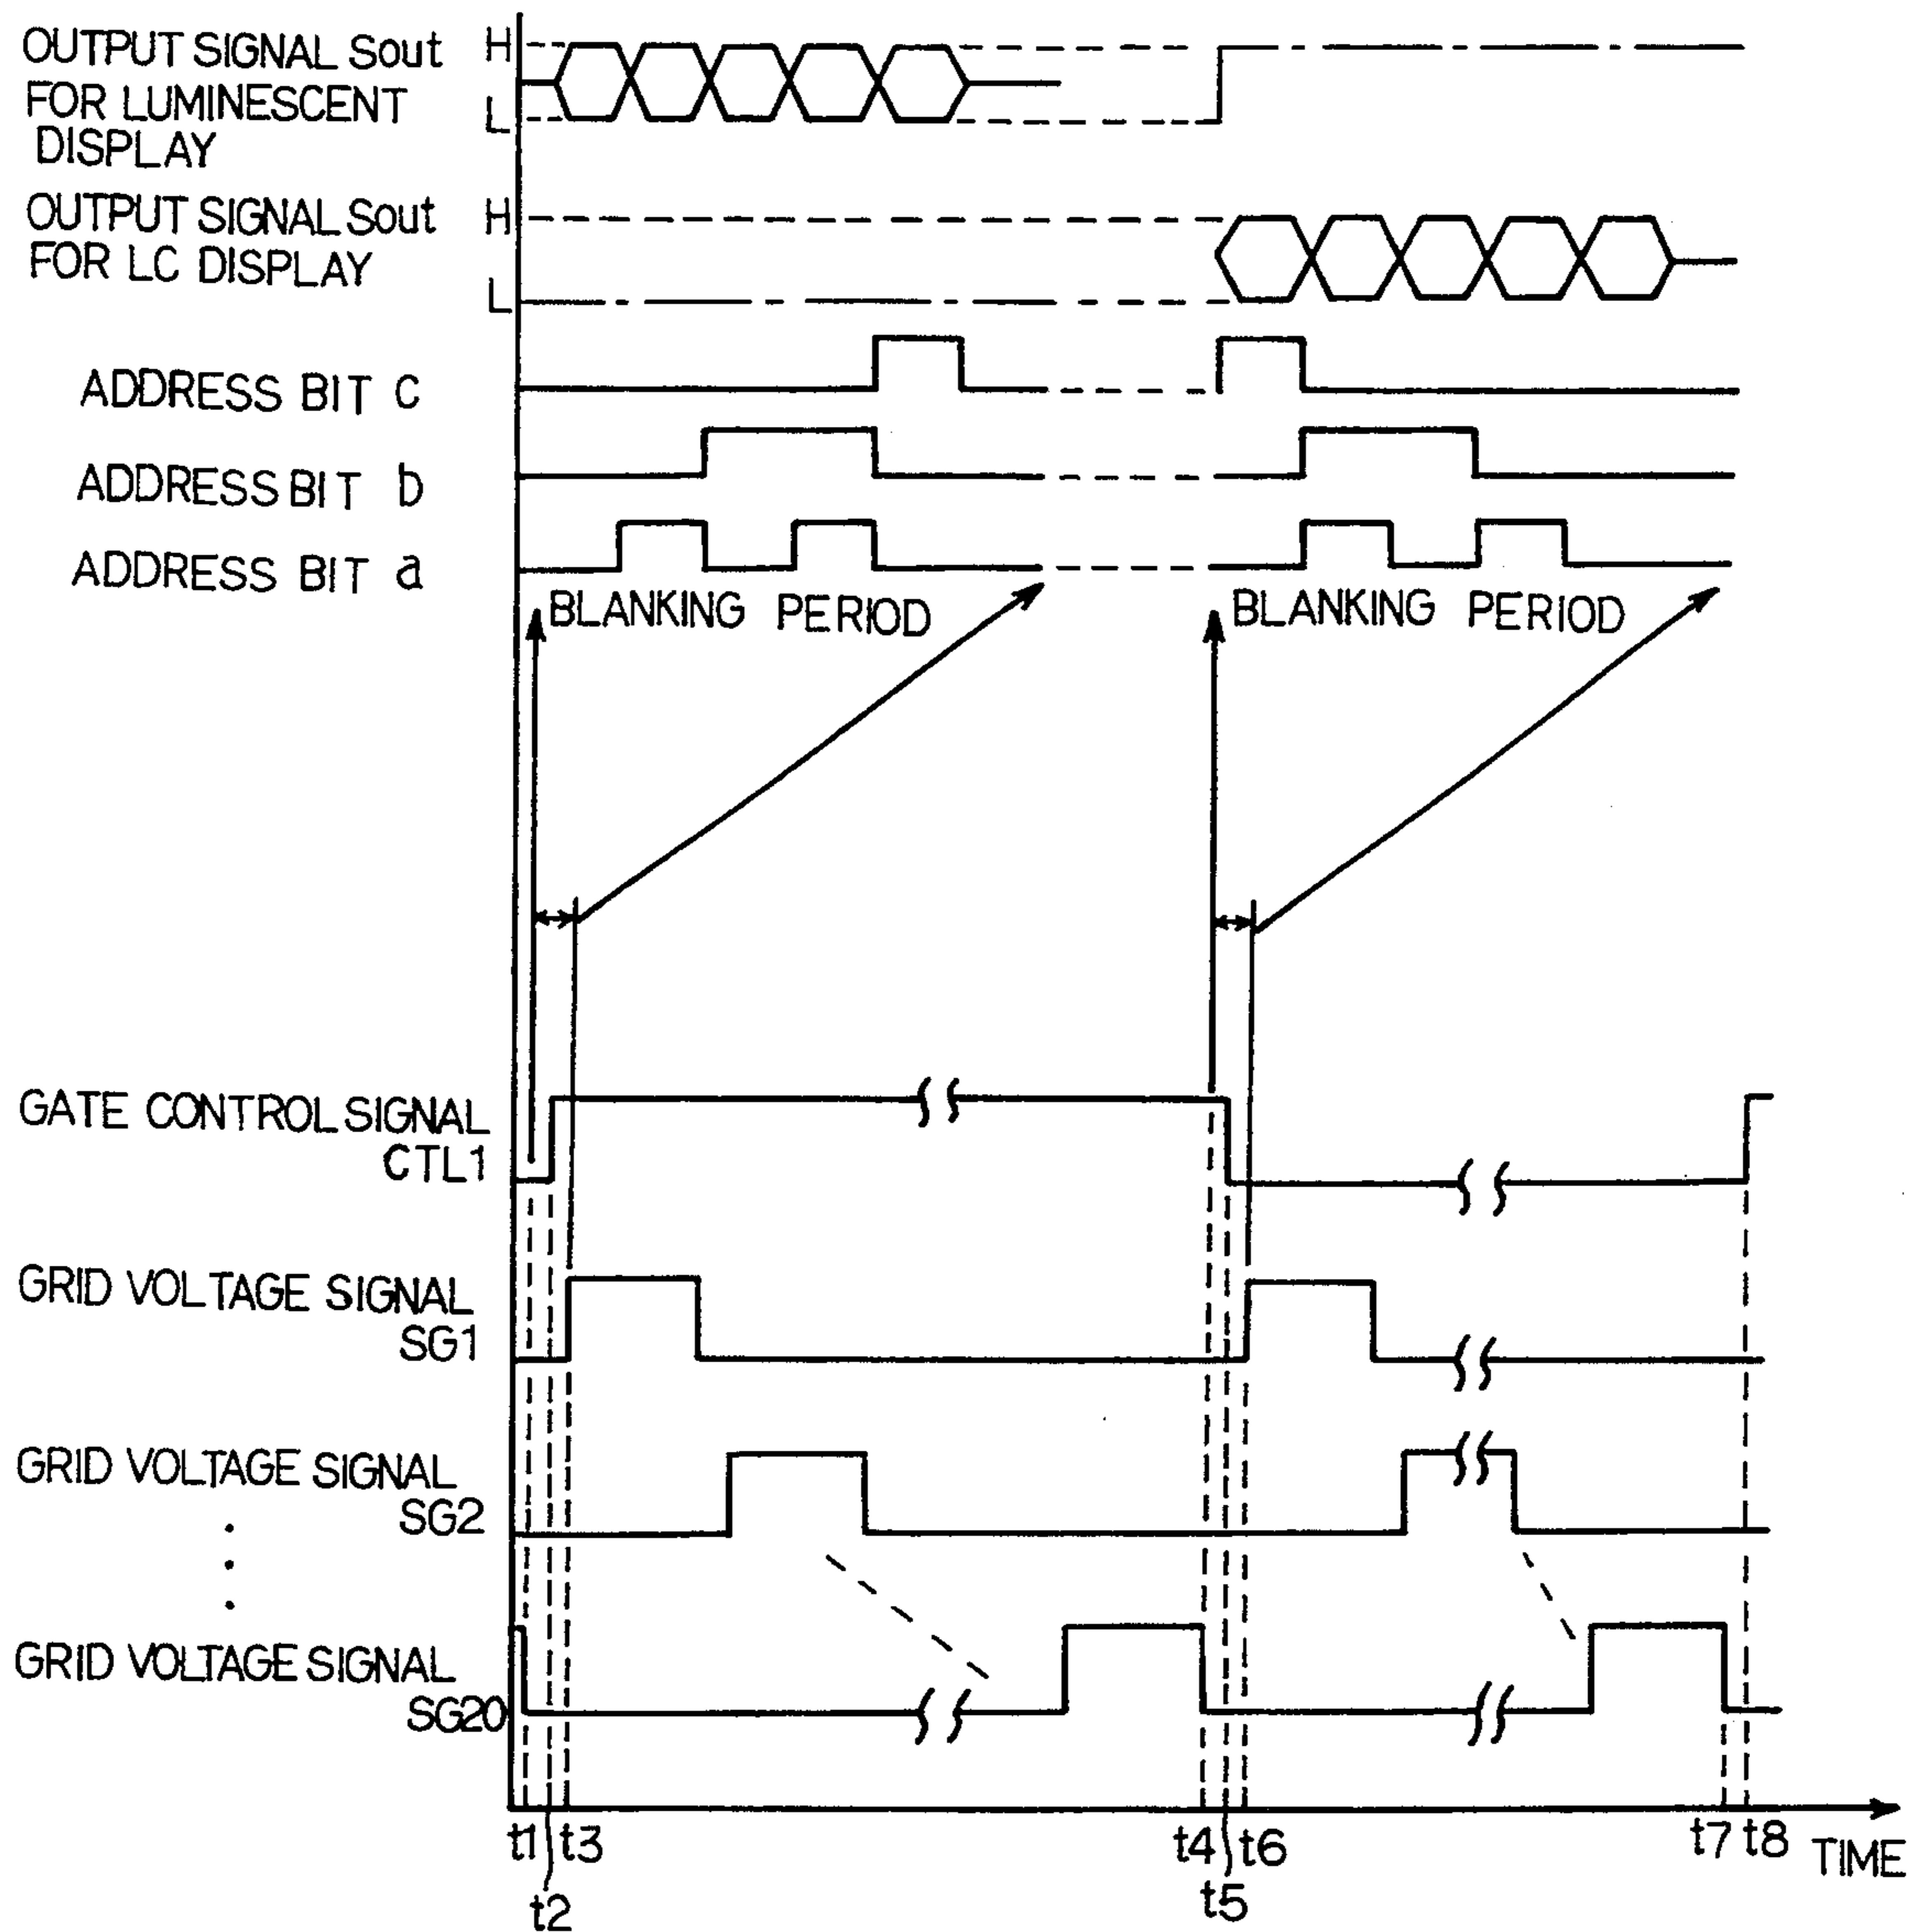 OUTPUT SIGNAL Sout H
FOR LUMINESCENT
DISPLAY
L
OUTPUT SIGNAL Sout H
FOR LC DISPLAY
L
ADDRESS BIT c
ADDRESS BIT b
ADDRESS BIT a
BLANKING PERIOD BLANKING PERIOD
GATE CONTROL SIGNAL
CTL1
GRID VOLTAGE SIGNAL
SG1
GRID VOLTAGE SIGNAL
SG2
GRID VOLTAGE SIGNAL
SG20
t1 t3 t4 t6 t7 t8 TIME
t2 t5